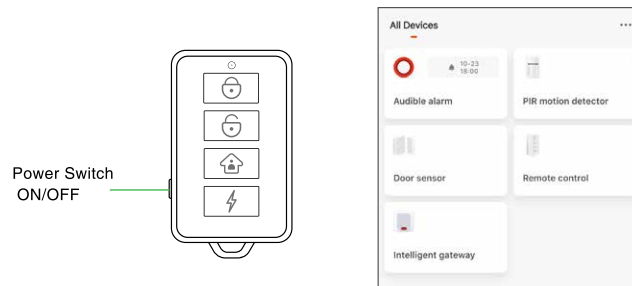 Power Switch
ON/OFF
All Devices
10-23
18:00
Audible alarm
PIR motion detector
Door sensor
Remote control
Intelligent gateway